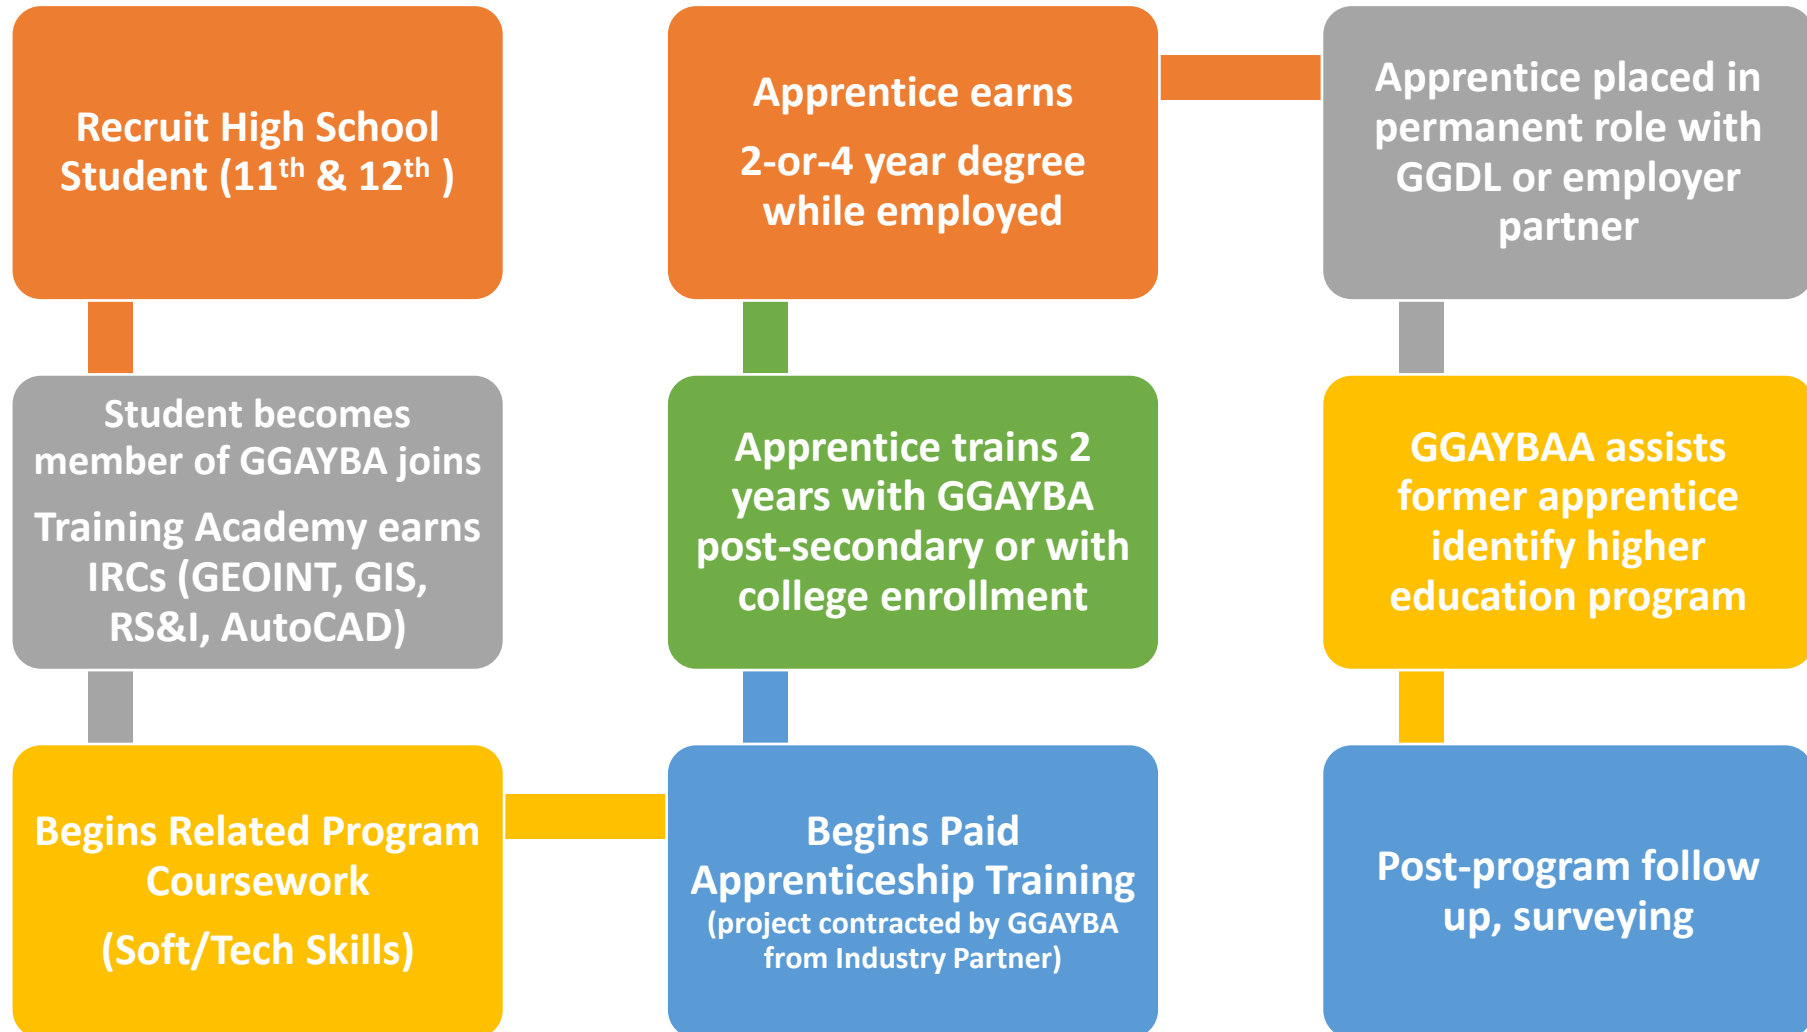 Recruit High School
Student (11th & 12th )
Student becomes
member of GGAYBA joins
Training Academy earns
IRCs (GEOINT, GIS,
RS&I, AutoCAD)
Begins Related Program
Coursework
(Soft/Tech Skills)
Begins Paid
Apprenticeship Training
(project contracted by GGAYBA
from Industry Partner)
Apprentice trains 2
years with GGAYBA
post-secondary or with
college enrollment
Apprentice earns
2-or-4 year degree
while employed
Apprentice placed in
permanent role with
GGDL or employer
partner
GGAYBAA assists
former apprentice
identify higher
education program
Post-program follow
up, surveying